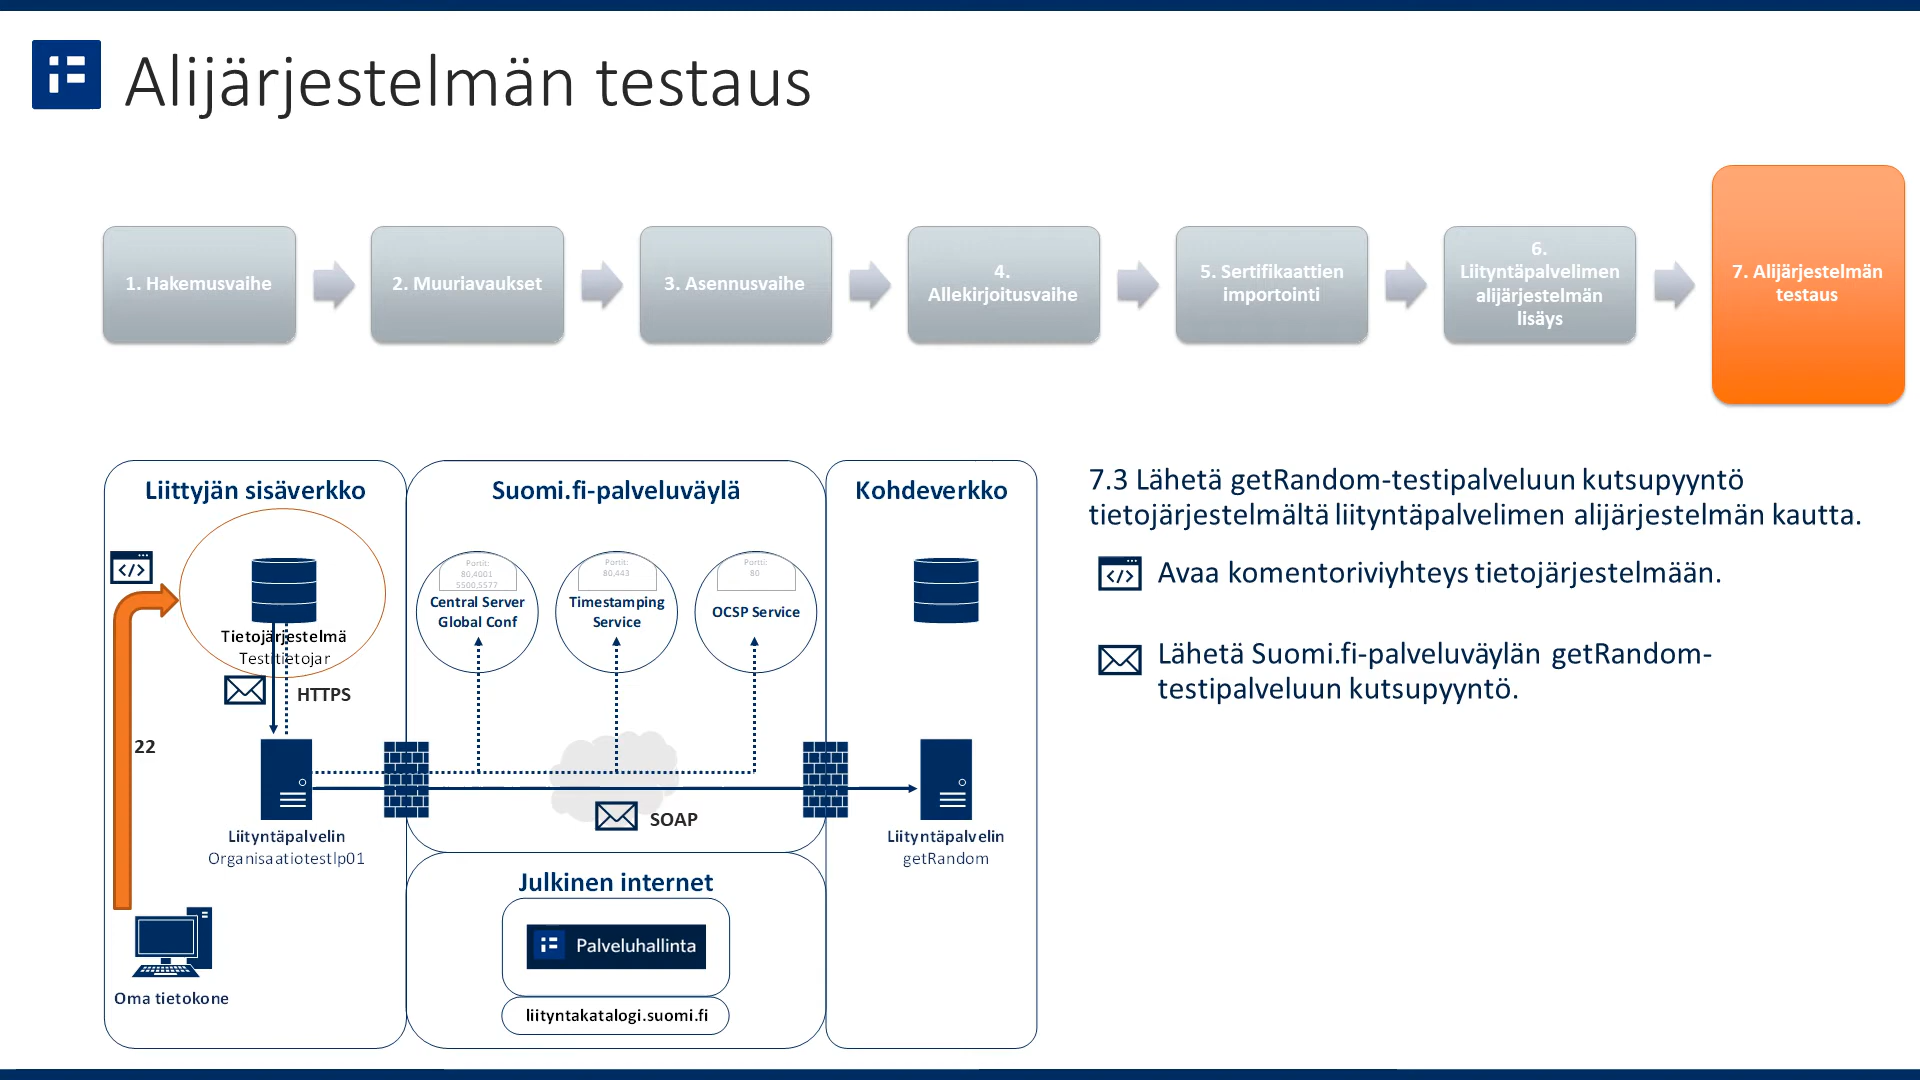 Alijärjestelmän testaus
1. Hakemusvaihe
2. Muuriavaukset
3. Asennusvaihe
4.
Allekirjoitusvaihe
5. Sertifikaattien
importointi
6.
Liityntäpalvelimen
alijärjestelmän
lisäys
7. Alijärjestelmän
testaus
Liittyjän sisäverkko
Suomi.fi-palveluväylä
Kohdeverkko
Portit:
80,4001
5500,5577
Central Server
Global Conf
Portit:
80,443
Timestamping
Service
Portti:
80
OCSP Service
Tietojärjestelmä
Testitietojar
HTTPS
22
SOAP
Liityntäpalvelin
Organisaatiotestlp01
Liityntäpalvelin
getRandom
Julkinen internet
Palveluhallinta
liityntakatalogi.suomi.fi
Oma tietokone
7.3 Lähetä getRandom-testipalveluun kutsupyyntö
tietojärjestelmältä liityntäpalvelimen alijärjestelmän kautta.
Avaa komentoriviyhteys tietojärjestelmään.
Lähetä Suomi.fi-palveluväylän getRandom-
testipalveluun kutsupyyntö.